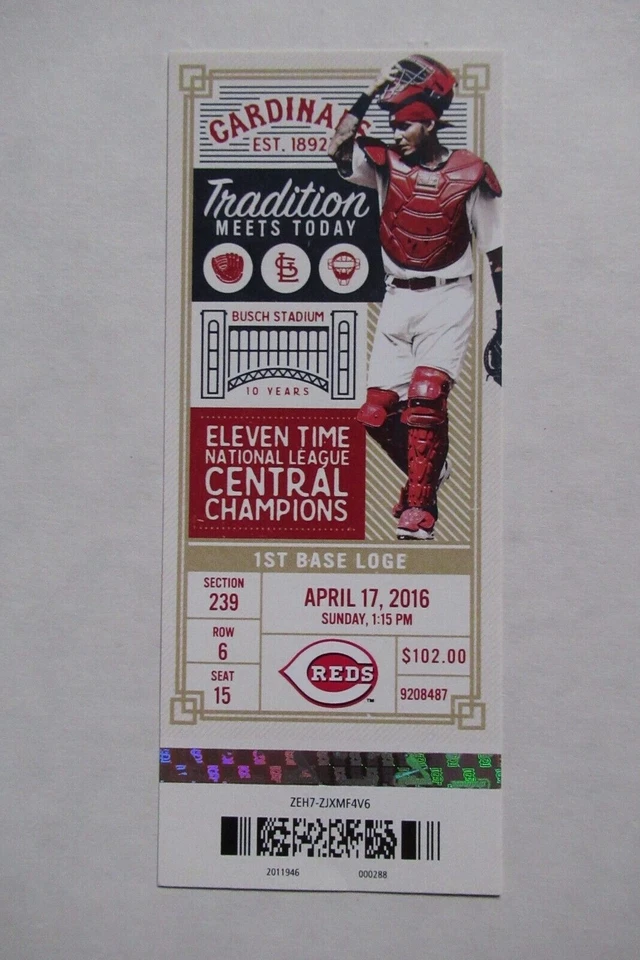 CARDINALS
EST. 1892
Tradition
MEETS TODAY
STL
BUSCH STADIUM
10 YEARS
ELEVEN TIME
NATIONAL LEAGUE
CENTRAL
CHAMPIONS
1ST BASE LOGE
SECTION
239
ROW
6
SEAT
15
APRIL 17, 2016
SUNDAY, 1:15 PM
REDS
TM
$102.00
9208487
ZEH7-ZJXMF4V6
2011946 000288